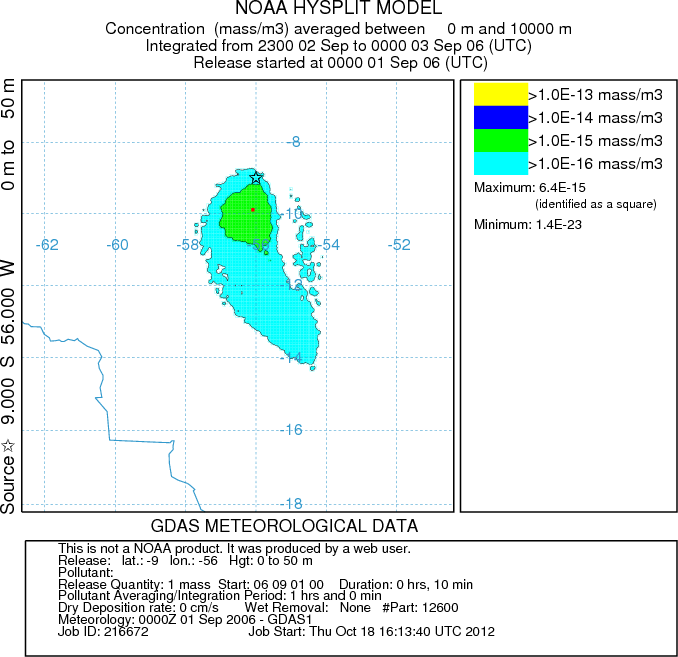 NOAA HYSPLIT MODEL
Concentration (mass/m3) averaged between 0 m and 10000 m
Integrated from 2300 02 Sep to 0000 03 Sep 06 (UTC)
Release started at 0000 01 Sep 06 (UTC)
Source ☆ 9.000 S 56.000 W 0 m to 50 m
>1.0E-13 mass/m3
>1.0E-14 mass/m3
>1.0E-15 mass/m3
>1.0E-16 mass/m3
Maximum: 6.4E-15
(identified as a square)
Minimum: 1.4E-23
-8
-10
-62 -60 -58 -54 -52
-12
-14
-16
-18
GDAS METEOROLOGICAL DATA
This is not a NOAA product. It was produced by a web user.
Release: lat.: -9 lon.: -56 Hgt: 0 to 50 m
Pollutant:
Release Quantity: 1 mass Start: 06 09 01 00 Duration: 0 hrs, 10 min
Pollutant Averaging/Integration Period: 1 hrs and 0 min
Dry Deposition rate: 0 cm/s Wet Removal: None #Part: 12600
Meteorology: 0000Z 01 Sep 2006 - GDAS1
Job ID: 216672 Job Start: Thu Oct 18 16:13:40 UTC 2012